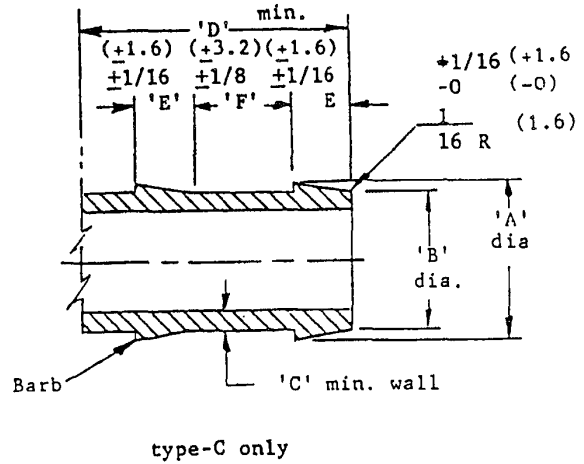 'D' min.
(±1.6) (±3.2) (±1.6)
±1/16 ±1/8 ±1/16
'E' 'F' E
+1/16 (+1.6
-0 (-0)
1/16 R (1.6)
'A' dia
'B' dia.
Barb
'C' min. wall
type-C only